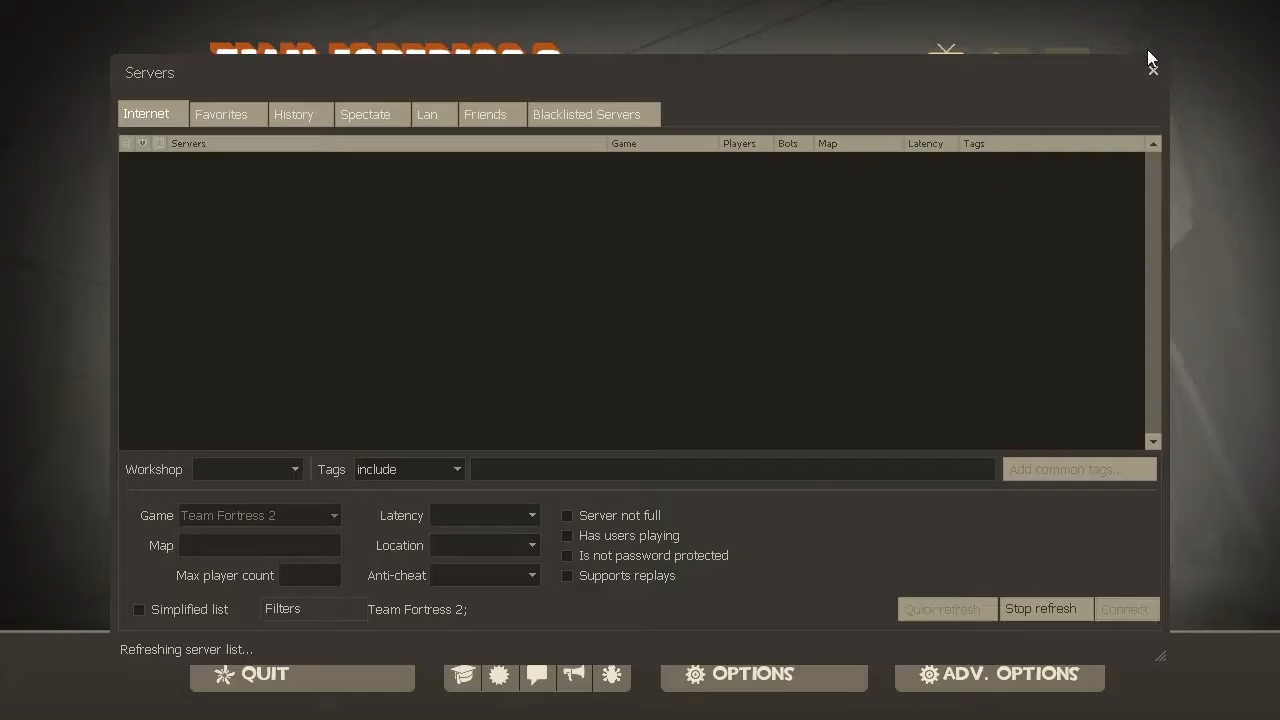 Servers
Internet Favorites History Spectate Lan Friends Blacklisted Servers
Servers Game Players Bots Map Latency Tags
Workshop Tags include Add common tags...
Game Team Fortress 2 Latency Server not full
Has users playing
Map Location
Is not password protected
Max player count Anti-cheat Supports replays
Simplified list Filters Team Fortress 2; Quick refresh Stop refresh Connect
Refreshing server list...
QUIT OPTIONS ADV. OPTIONS